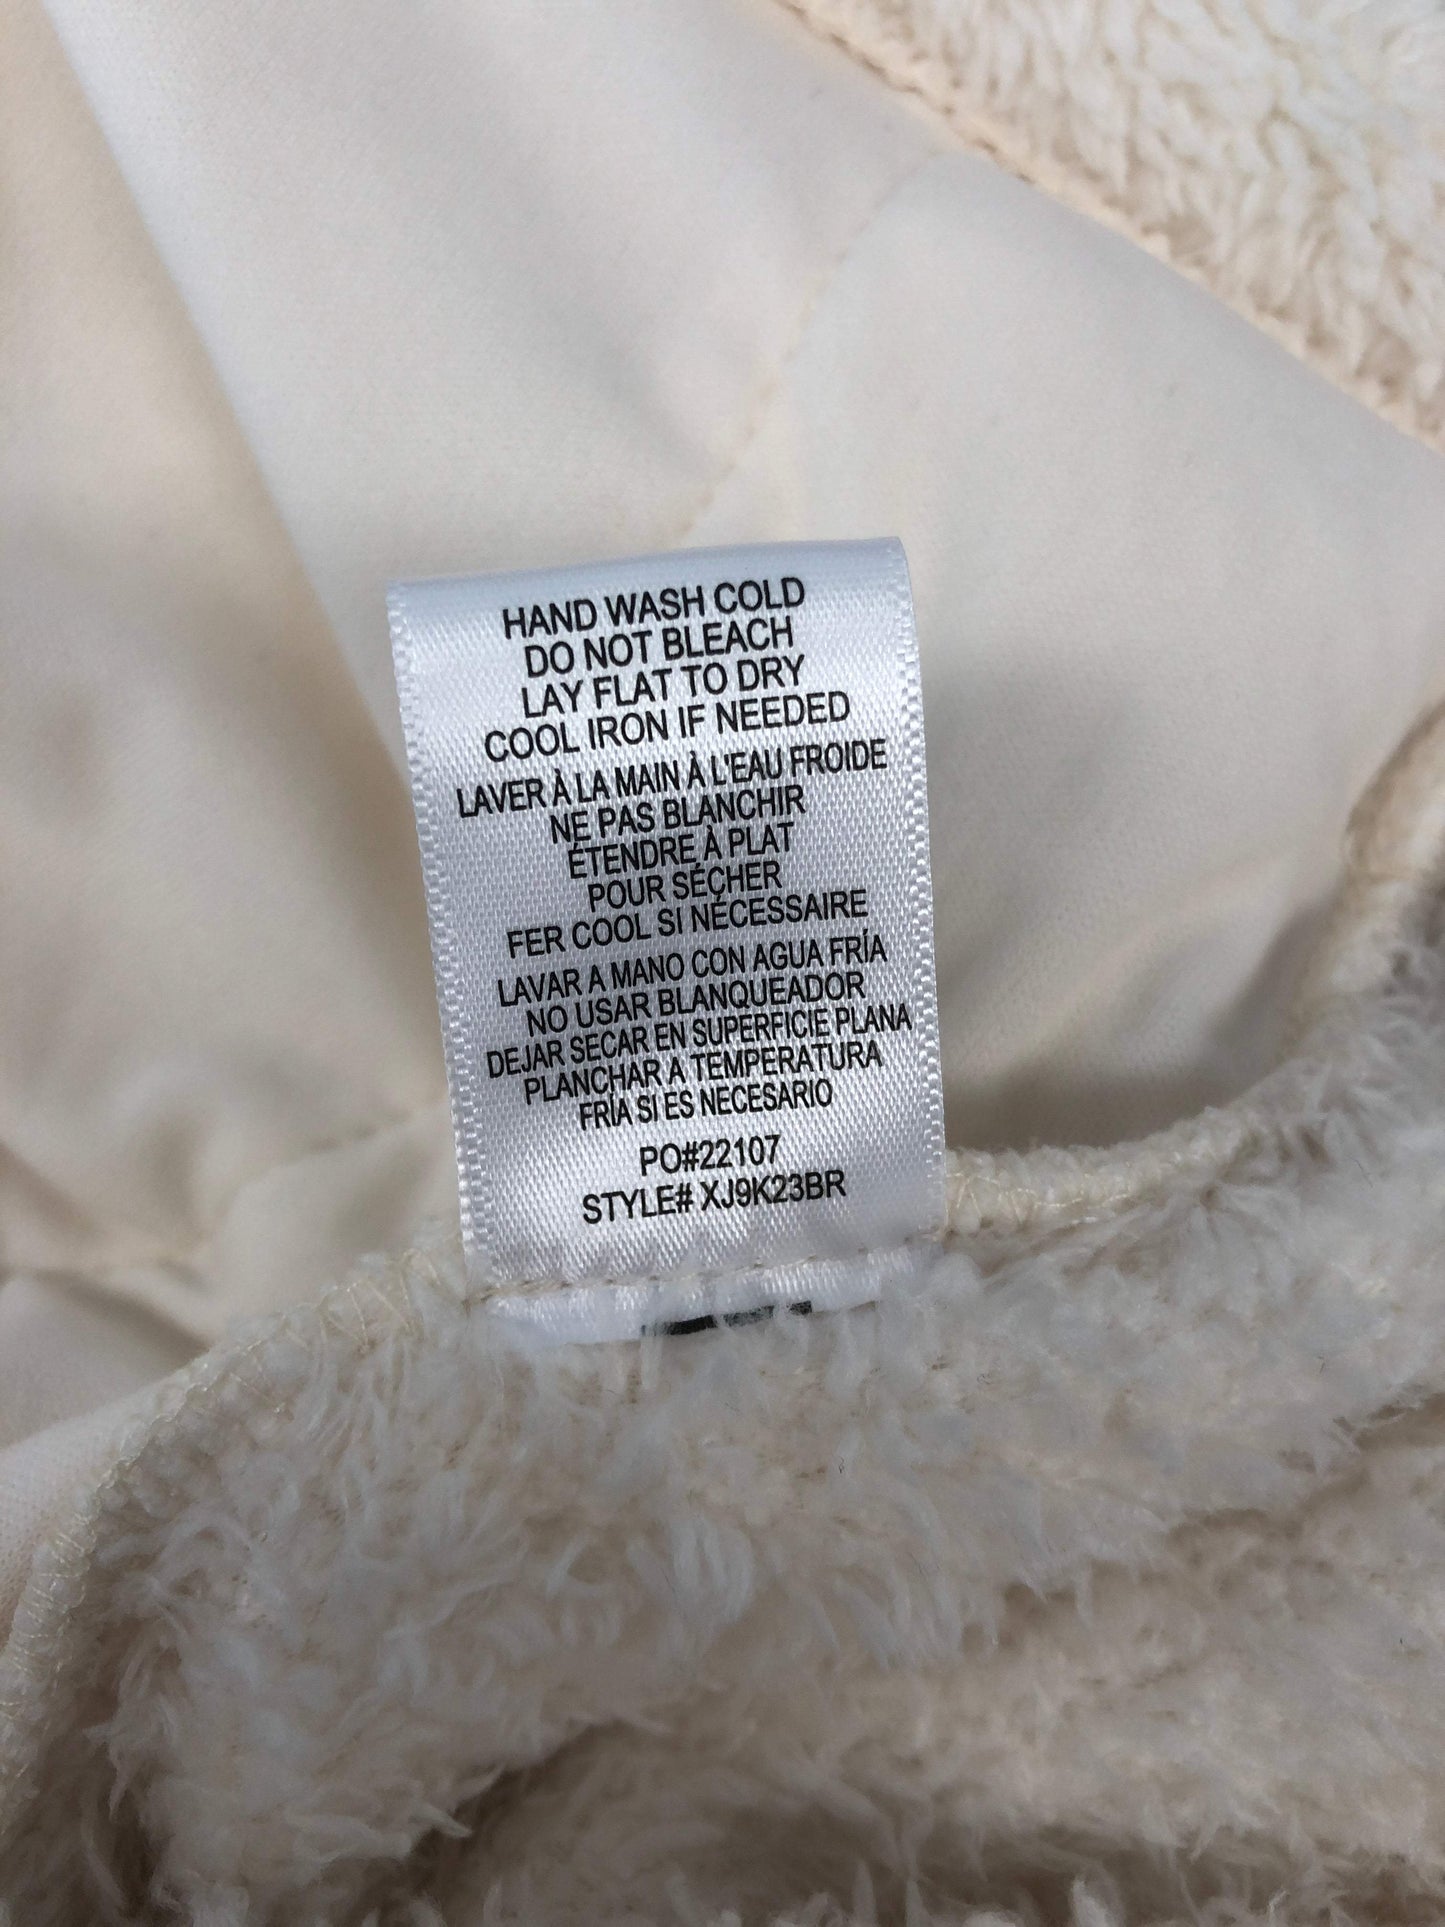 HAND WASH COLD
DO NOT BLEACH
LAY FLAT TO DRY
COOL IRON IF NEEDED
LAVER À LA MAIN À L'EAU FROIDE
NE PAS BLANCHIR
ÉTENDRE À PLAT
POUR SÉCHER
FER COOL SI NÉCESSAIRE
LAVAR A MANO CON AGUA FRÍA
NO USAR BLANQUEADOR
DEJAR SECAR EN SUPERFICIE PLANA
PLANCHAR A TEMPERATURA
FRÍA SI ES NECESARIO
PO#22107
STYLE# XJ9K23BR